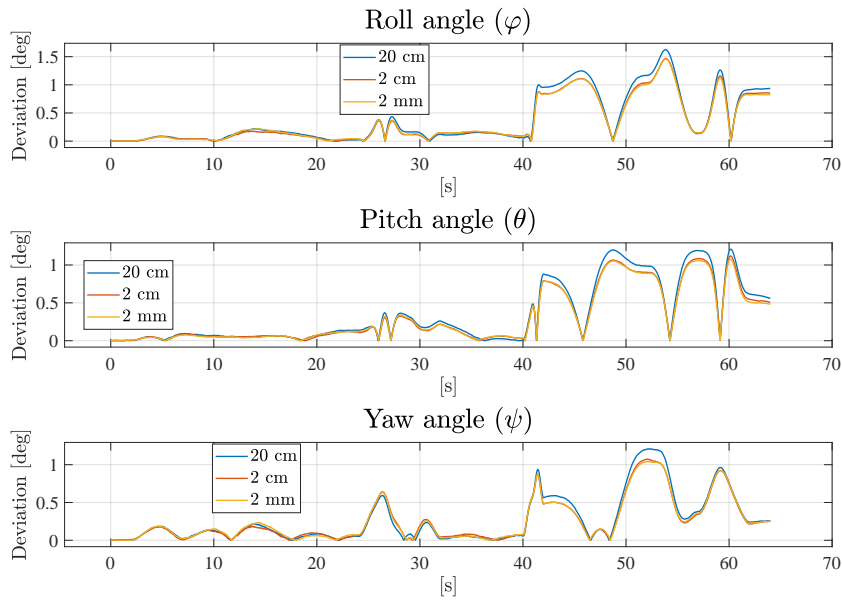 Roll angle (φ)
Deviation [deg]
1.5
1
0.5
0
20 cm
2 cm
2 mm
0 10 20 30 40 50 60 70
[s]
Pitch angle (θ)
Deviation [deg]
1
0.5
0
20 cm
2 cm
2 mm
0 10 20 30 40 50 60 70
[s]
Yaw angle (ψ)
Deviation [deg]
1
0.5
0
20 cm
2 cm
2 mm
0 10 20 30 40 50 60 70
[s]